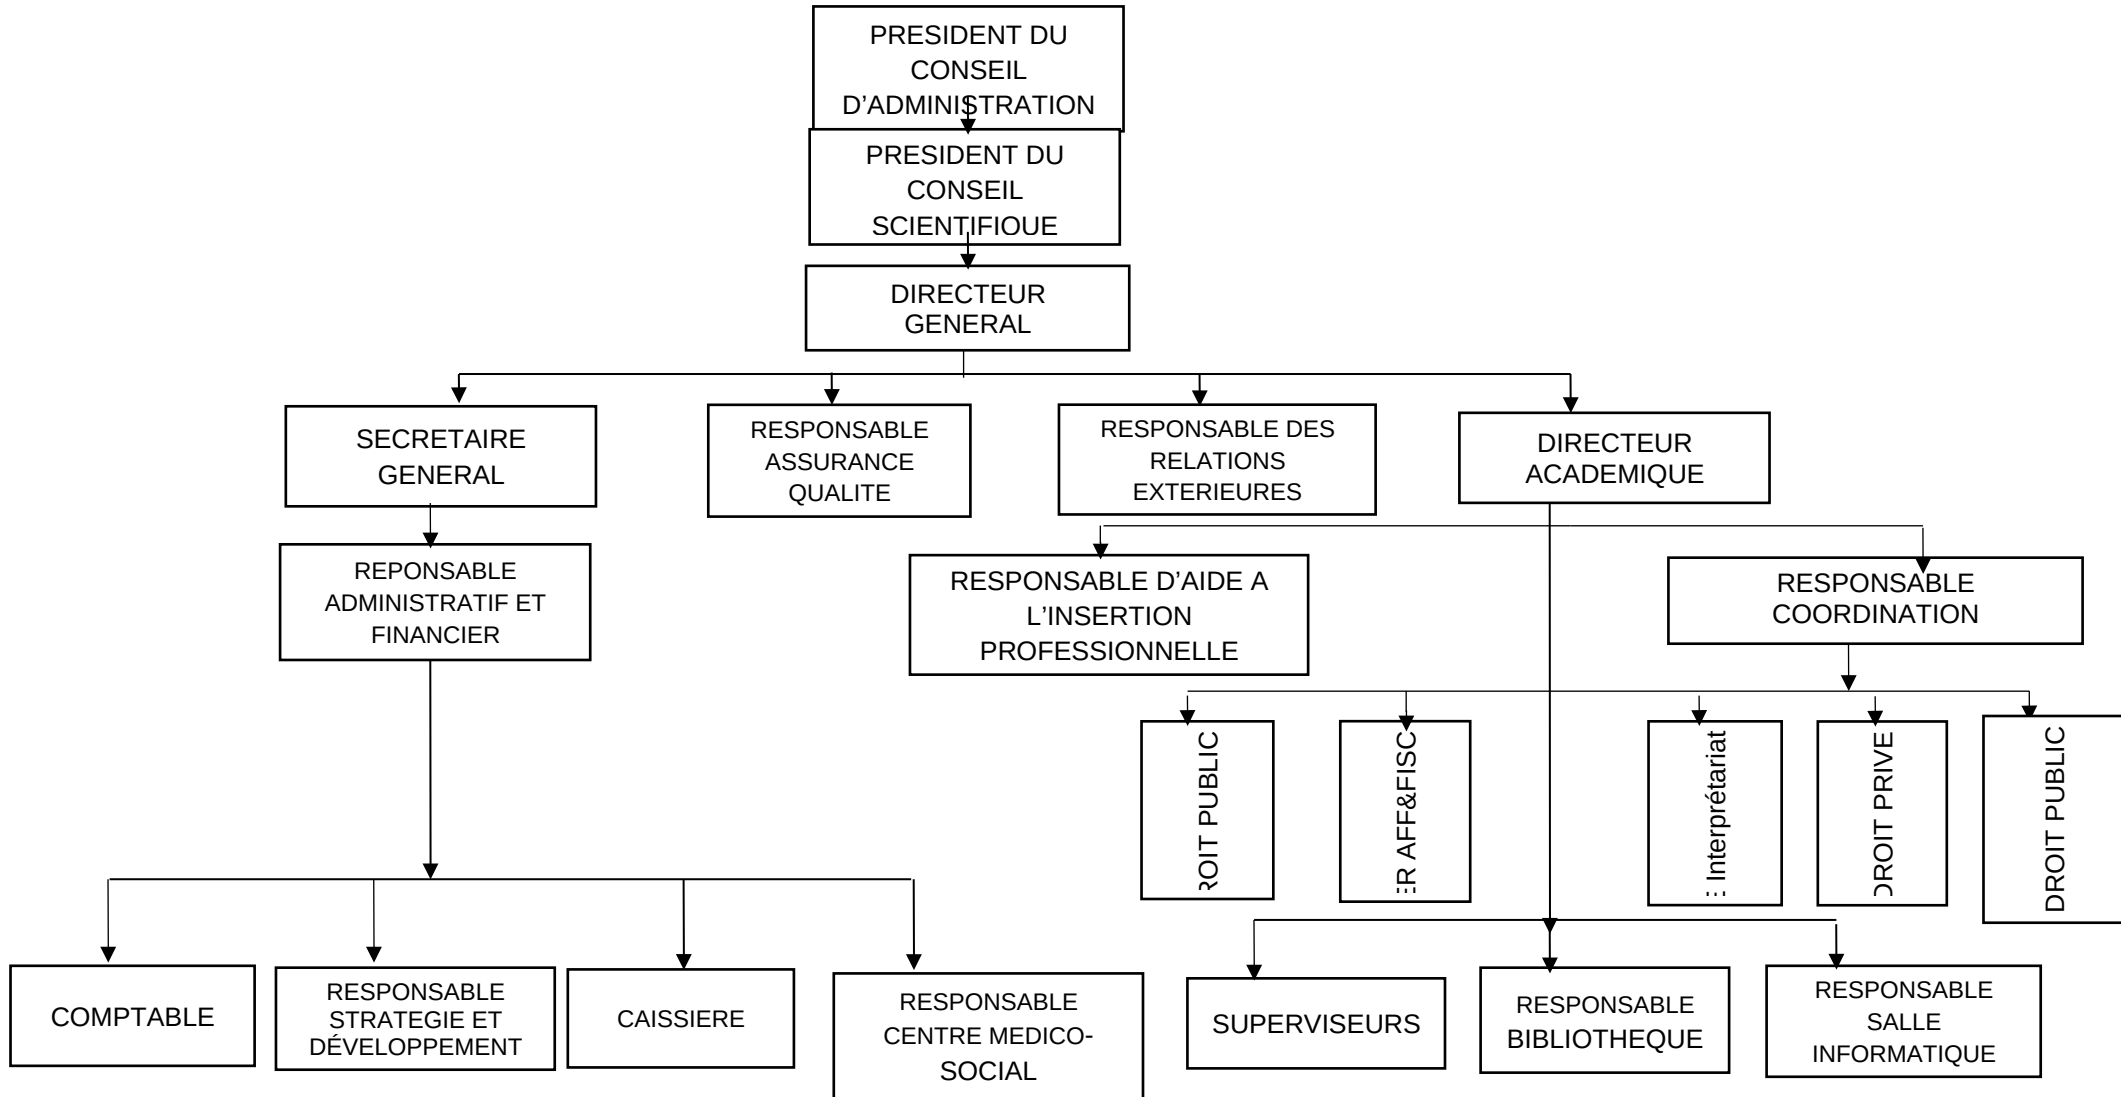 PRESIDENT DU
CONSEIL
D’ADMINISTRATION
PRESIDENT DU
CONSEIL
SCIENTIFIQUE
DIRECTEUR
GENERAL
SECRETAIRE
GENERAL
RESPONSABLE
ASSURANCE
QUALITE
RESPONSABLE DES
RELATIONS
EXTERIEURES
DIRECTEUR
ACADEMIQUE
REPONSABLE
ADMINISTRATIF ET
FINANCIER
RESPONSABLE D’AIDE A
L’INSERTION
PROFESSIONNELLE
RESPONSABLE
COORDINATION
ROIT PUBLIC
ER AFF&FISC
E Interprétariat
DROIT PRIVE
DROIT PUBLIC
COMPTABLE
RESPONSABLE
STRATEGIE ET
DÉVELOPPEMENT
CAISSIERE
RESPONSABLE
CENTRE MEDICO-
SOCIAL
SUPERVISEURS
RESPONSABLE
BIBLIOTHEQUE
RESPONSABLE
SALLE
INFORMATIQUE